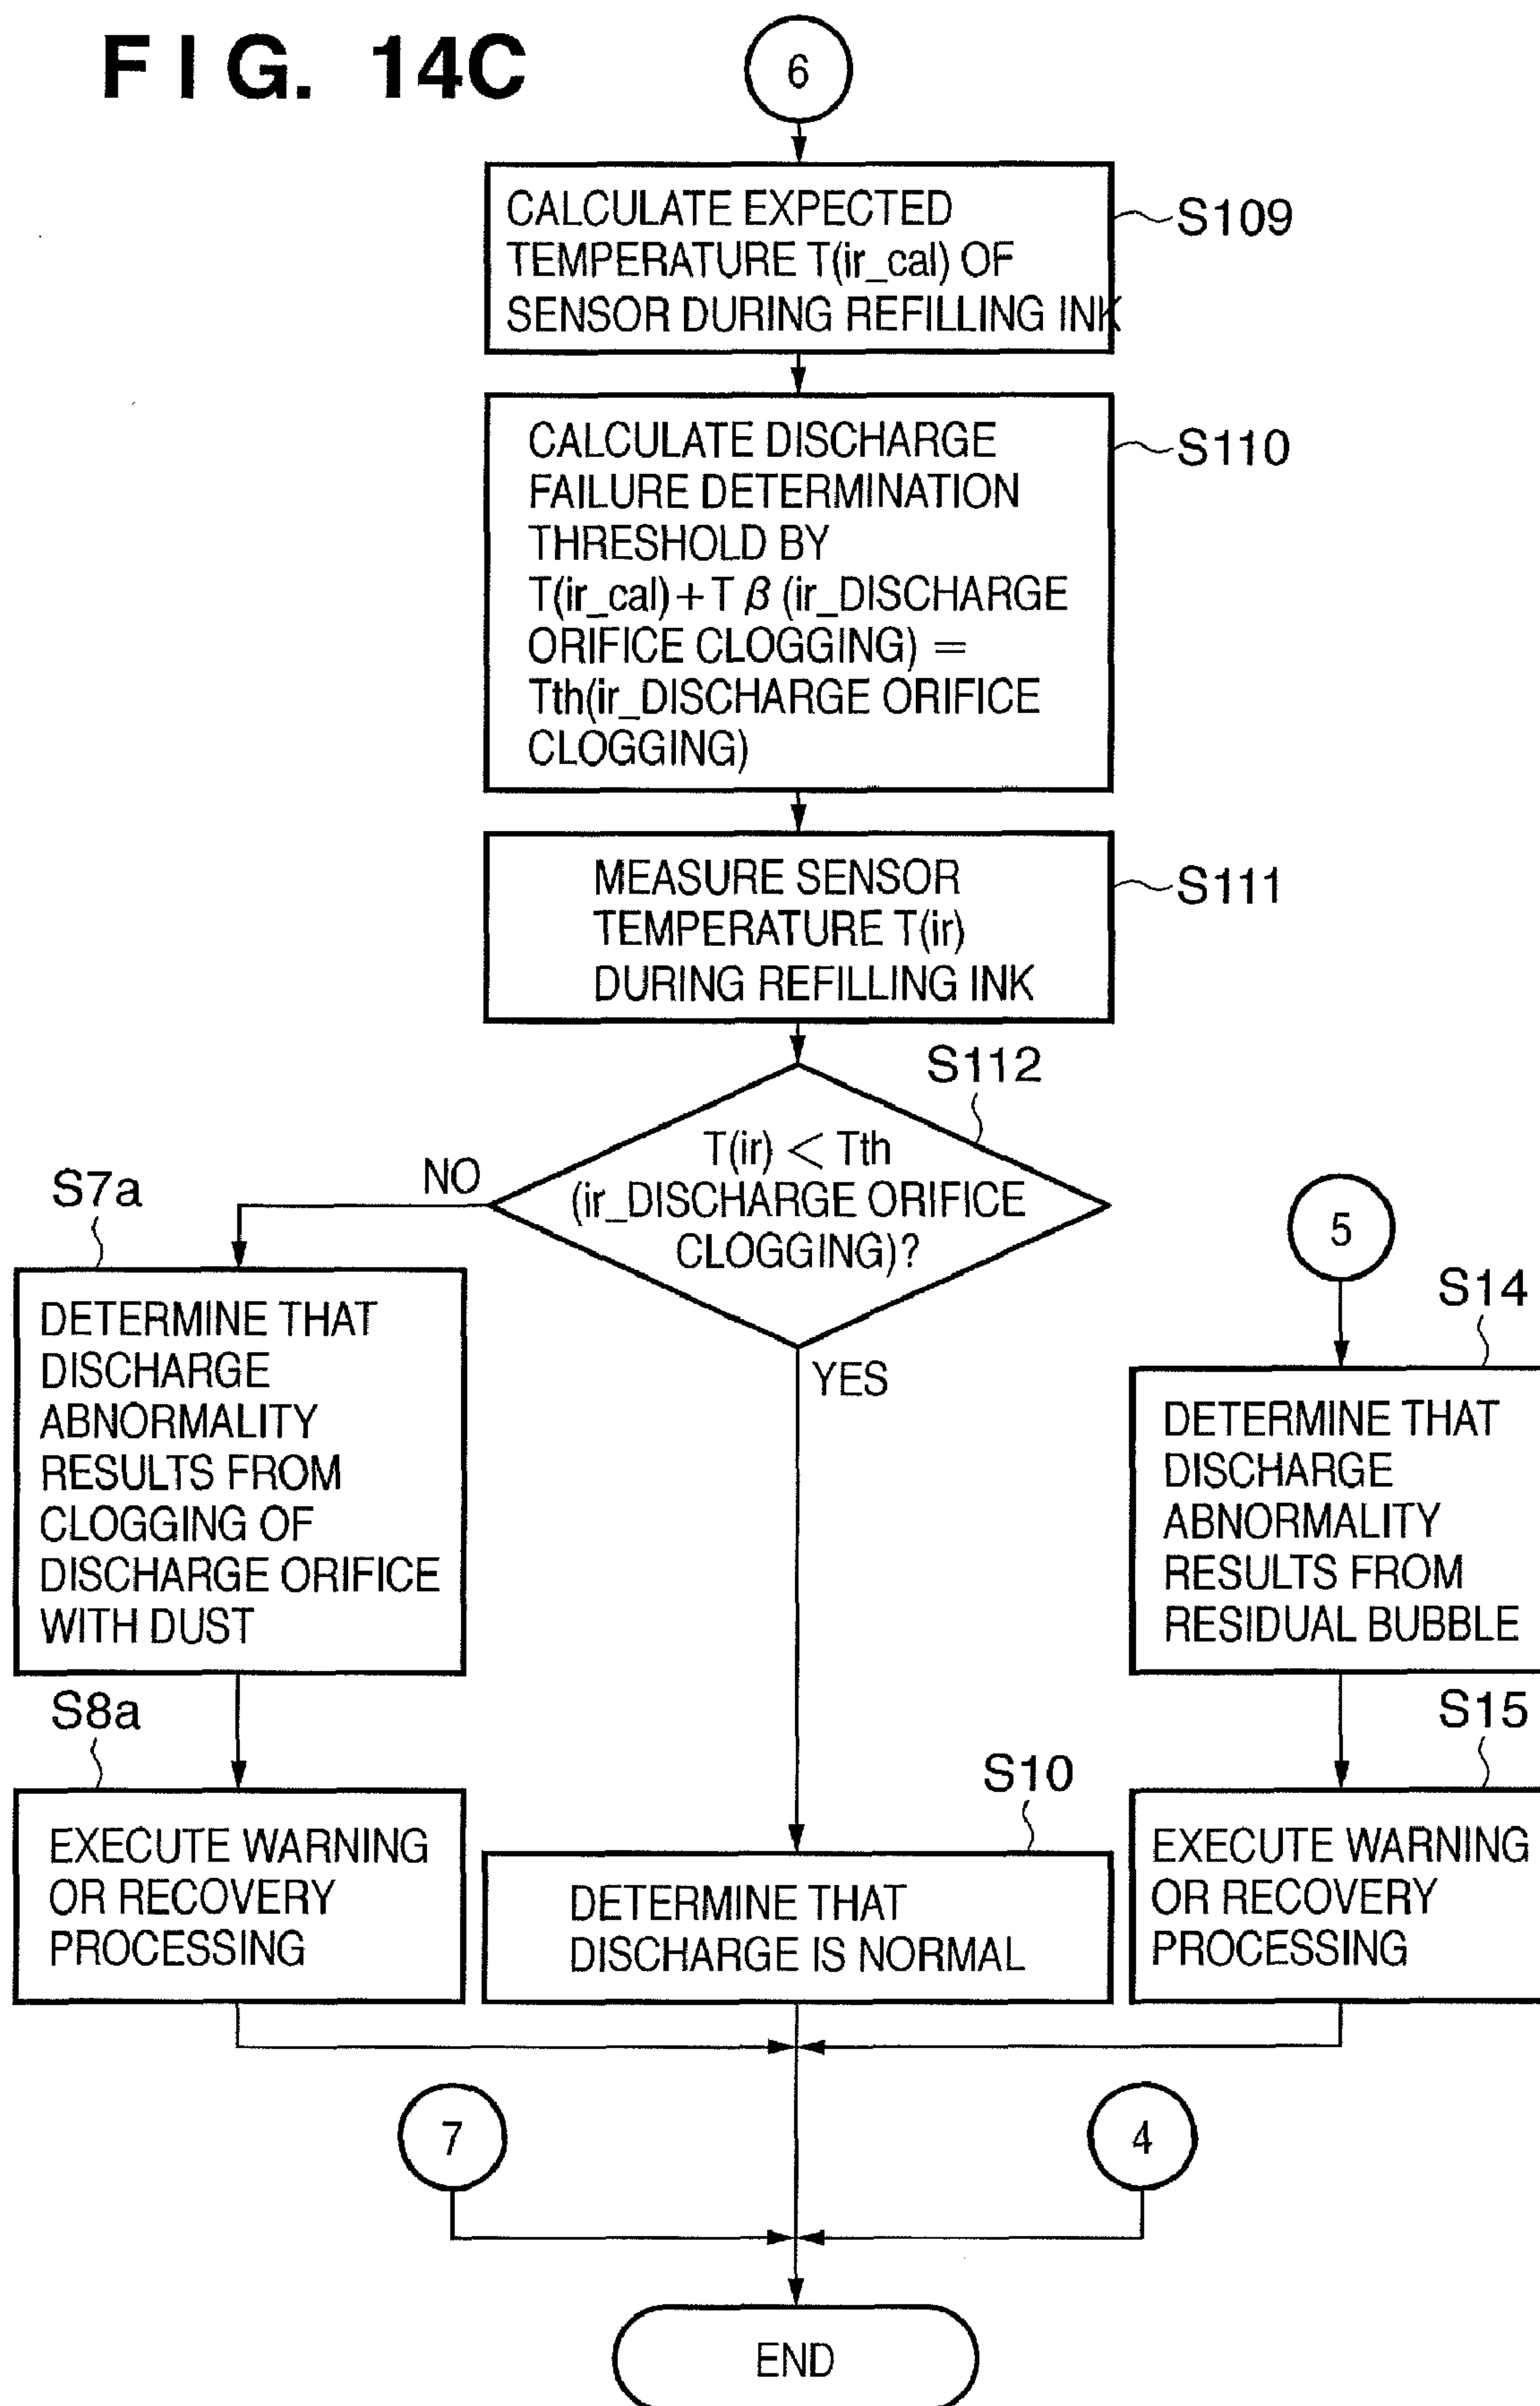 FIG. 14C
6
CALCULATE EXPECTED
TEMPERATURE T(ir_cal) OF
SENSOR DURING REFILLING INK
S109
CALCULATE DISCHARGE
FAILURE DETERMINATION
THRESHOLD BY
T(ir_cal)+T β (ir_DISCHARGE
ORIFICE CLOGGING) =
Tth(ir_DISCHARGE ORIFICE
CLOGGING)
S110
MEASURE SENSOR
TEMPERATURE T(ir)
DURING REFILLING INK
S111
S112
T(ir) < Tth
(ir_DISCHARGE ORIFICE
CLOGGING)?
NO
YES
S7a
DETERMINE THAT
DISCHARGE
ABNORMALITY
RESULTS FROM
CLOGGING OF
DISCHARGE ORIFICE
WITH DUST
5
S14
DETERMINE THAT
DISCHARGE
ABNORMALITY
RESULTS FROM
RESIDUAL BUBBLE
S8a
EXECUTE WARNING
OR RECOVERY
PROCESSING
S10
DETERMINE THAT
DISCHARGE IS NORMAL
S15
EXECUTE WARNING
OR RECOVERY
PROCESSING
7
4
END